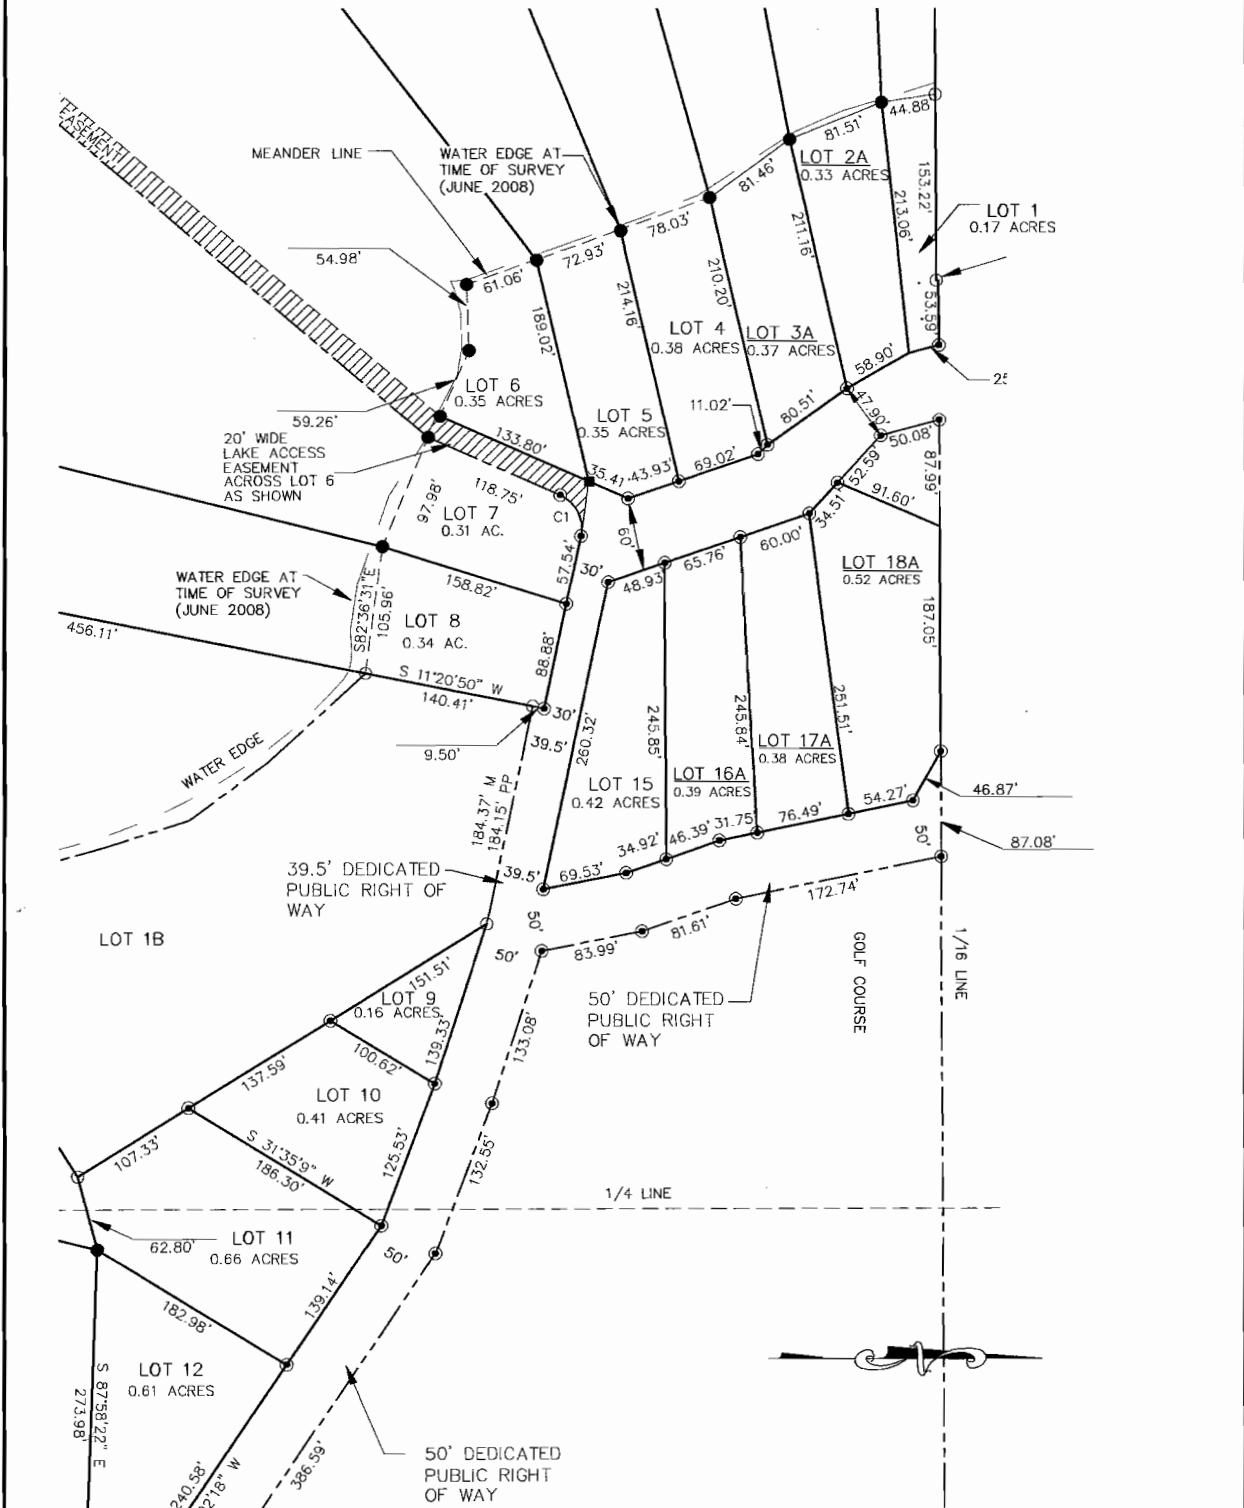 EASEMENT
MEANDER LINE
WATER EDGE AT
TIME OF SURVEY
(JUNE 2008)
44.88'
81.51'
LOT 2A
0.33 ACRES
81.46'
153.22'
213.06'
LOT 1
0.17 ACRES
54.98'
61.06'
72.93'
78.03'
211.16'
210.20'
214.16'
189.02'
53.59'
LOT 4
0.38 ACRES
LOT 3A
0.37 ACRES
58.90'
LOT 6
0.35 ACRES
59.26'
11.02'
80.51'
47.90'
LOT 5
0.35 ACRES
20' WIDE
LAKE ACCESS
EASEMENT
ACROSS LOT 6
AS SHOWN
133.80'
35.41'
43.93'
69.02'
50.08'
87.99'
52.59'
118.75'
97.98'
LOT 7
0.31 AC.
C1
34.51'
91.60'
60'
60.00'
65.76'
LOT 18A
0.52 ACRES
57.54'
30'
48.93'
WATER EDGE AT
TIME OF SURVEY
(JUNE 2008)
S82°36'31"E
105.96'
158.82'
187.05'
LOT 8
0.34 AC.
456.11'
88.88'
S 11°20'50" W
140.41'
30'
9.50'
39.5'
260.32'
245.85'
245.84'
251.51'
WATER EDGE
LOT 17A
0.38 ACRES
LOT 15
0.42 ACRES
LOT 16A
0.39 ACRES
46.87'
54.27'
76.49'
31.75'
46.39'
34.92'
184.37' M
184.15' PP
50'
87.08'
39.5' DEDICATED
PUBLIC RIGHT OF
WAY
39.5'
69.53'
172.74'
50'
81.61'
83.99'
50'
LOT 1B
GOLF COURSE
1/16 LINE
151.51'
LOT 9
0.16 ACRES
50' DEDICATED
PUBLIC RIGHT
OF WAY
133.08'
139.33'
100.62'
137.59'
LOT 10
0.41 ACRES
107.33'
S 31°35'9" W
186.30'
125.53'
132.55'
1/4 LINE
62.80'
LOT 11
0.66 ACRES
50'
139.14'
182.98'
LOT 12
0.61 ACRES
S 87°58'22" E
273.98'
50' DEDICATED
PUBLIC RIGHT
OF WAY
386.59'
240.58'